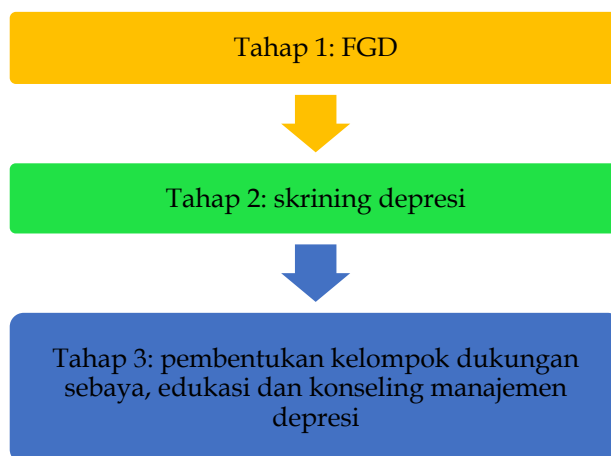 Tahap 1: FGD
Tahap 2: skrining depresi
Tahap 3: pembentukan kelompok dukungan
sebaya, edukasi dan konseling manajemen
depresi